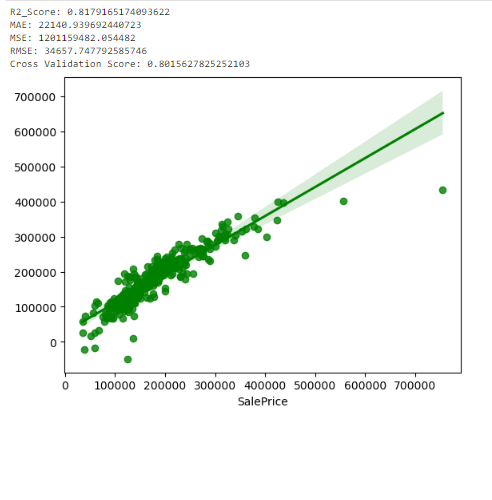 R2_Score: 0.8179165174093622
MAE: 22140.939692440723
MSE: 1201159482.054482
RMSE: 34657.747792585746
Cross Validation Score: 0.8015627825252103
700000
600000
500000
400000
300000
200000
100000
0
0 100000 200000 300000 400000 500000 600000 700000
SalePrice